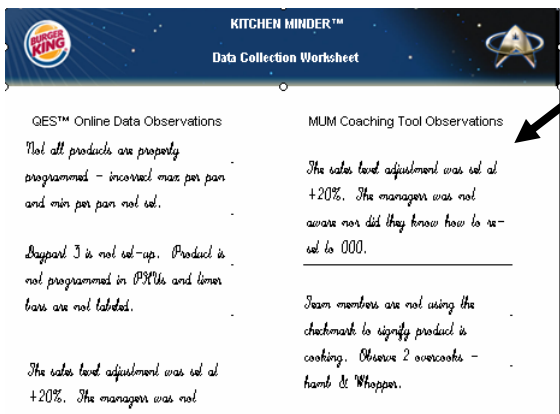 BURGER KING
KITCHEN MINDER™
Data Collection Worksheet
QES™ Online Data Observations
Not all products are properly
programmed – incorrect max per pan
and min per pan not set.
Daypart 3 is not set-up. Product is
not programmed in PHUs and timer
bars are not labeled.
The sales level adjustment was set at
+20%. The managers was not
MUM Coaching Tool Observations
The sales level adjustment was set at
+20%. The managers was not
aware nor did they know how to re-
set to 000.
Team members are not using the
checkmark to signify product is
cooking. Observe 2 overcooks –
hamb & Whopper.